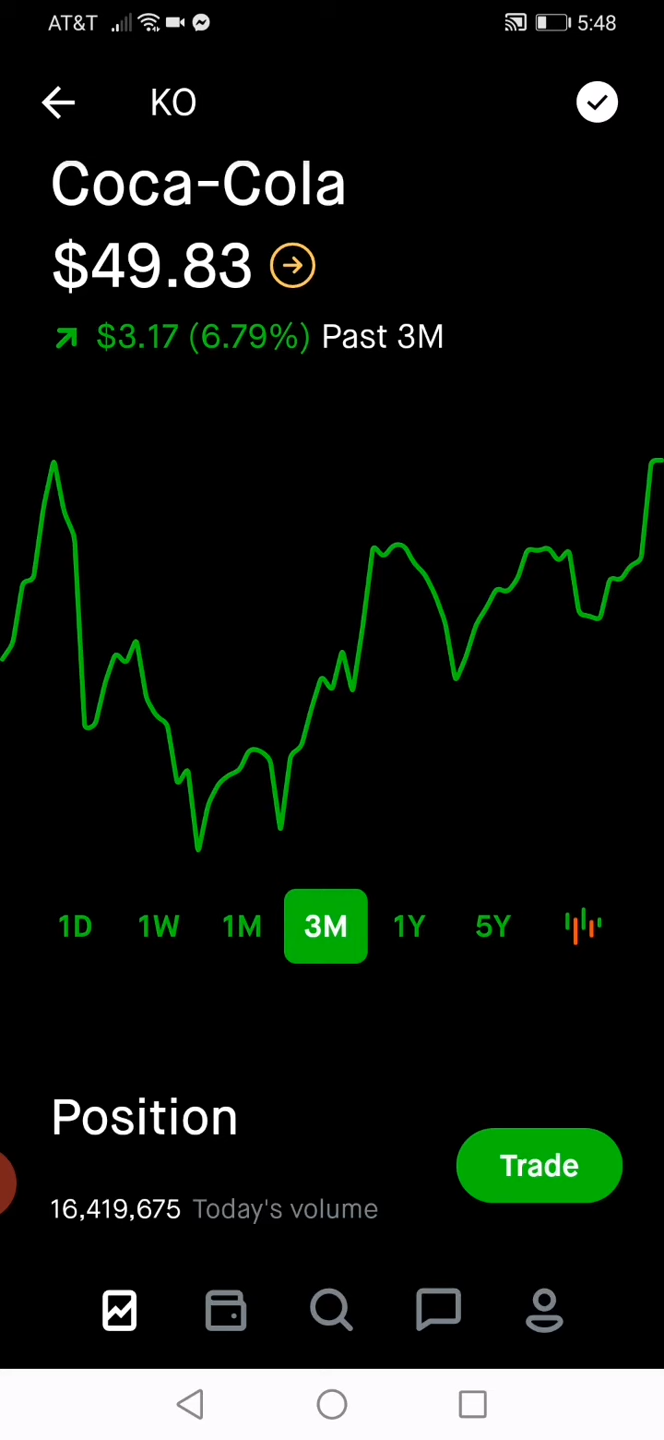 AT&T 5:48
KO
Coca-Cola
$49.83
$3.17 (6.79%) Past 3M
1D 1W 1M 3M 1Y 5Y
Position
Trade
16,419,675 Today's volume